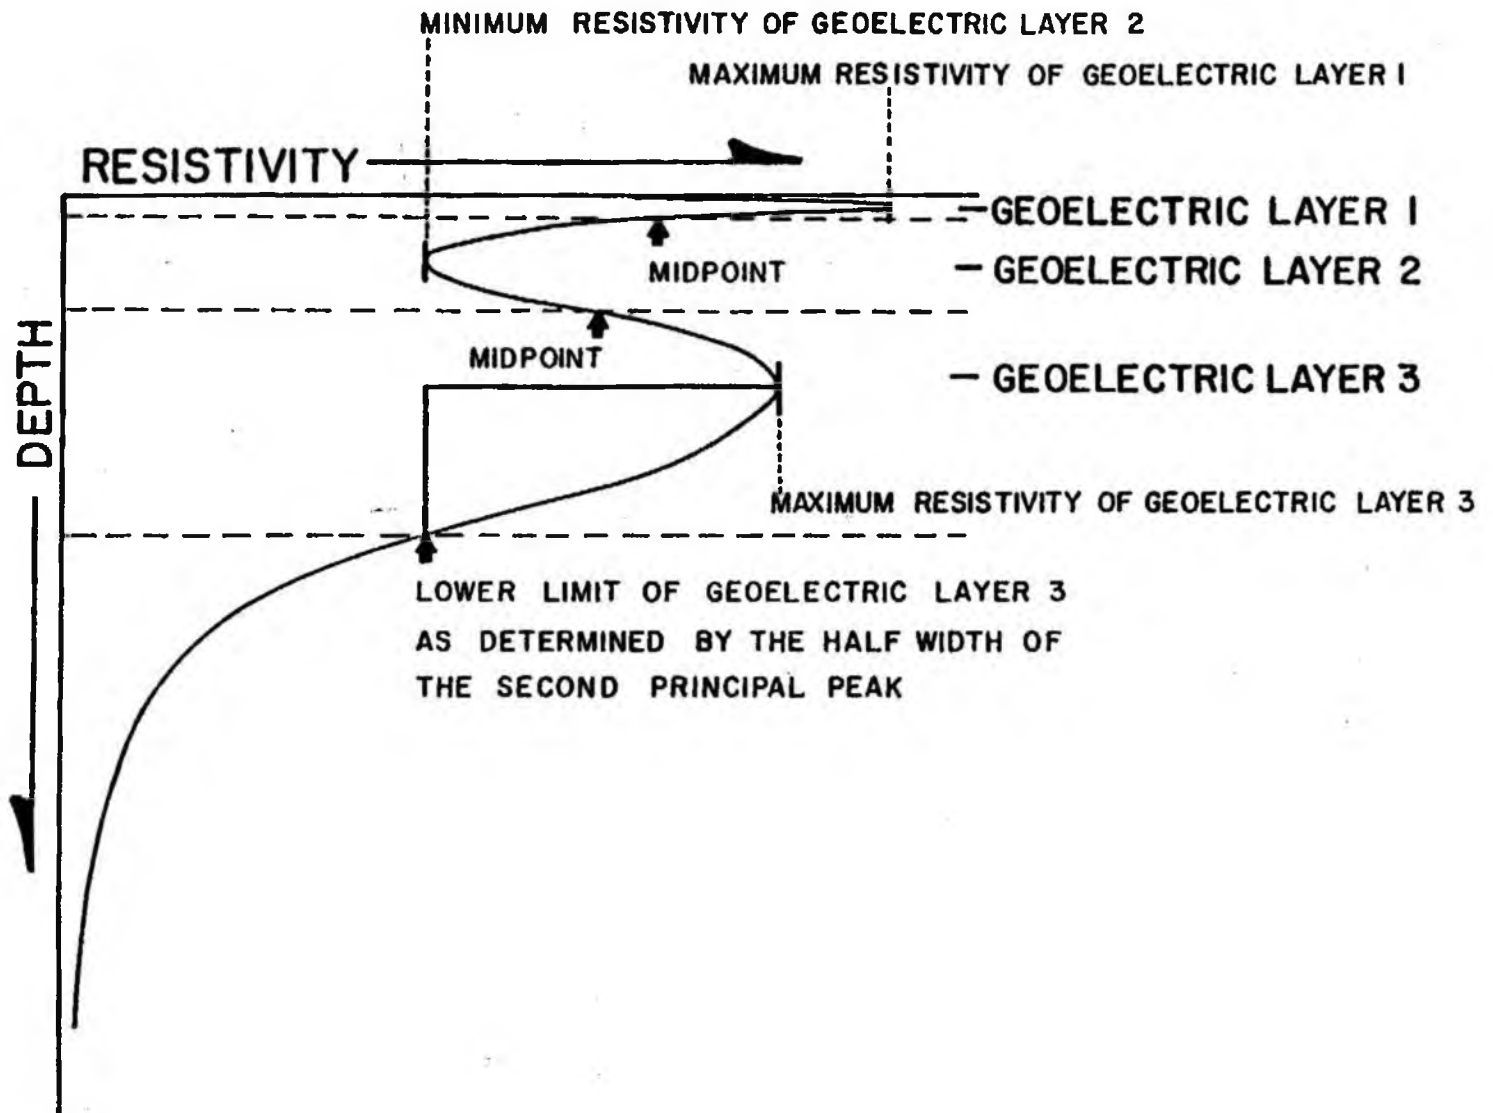 MINIMUM RESISTIVITY OF GEOELECTRIC LAYER 2
MAXIMUM RESISTIVITY OF GEOELECTRIC LAYER 1
RESISTIVITY
GEOELECTRIC LAYER 1
MIDPOINT
GEOELECTRIC LAYER 2
DEPTH
MIDPOINT
GEOELECTRIC LAYER 3
MAXIMUM RESISTIVITY OF GEOELECTRIC LAYER 3
LOWER LIMIT OF GEOELECTRIC LAYER 3
AS DETERMINED BY THE HALF WIDTH OF
THE SECOND PRINCIPAL PEAK